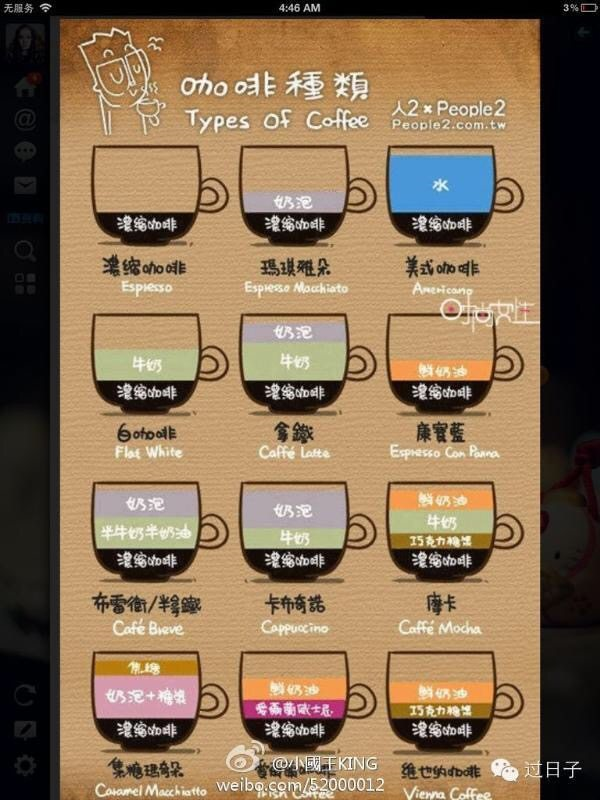 无服务
4:46 AM
3%
咖啡種類
Types Of Coffee
人2 × People2
People2.com.tw
濃縮咖啡
濃縮咖啡
Espresso
奶泡
濃縮咖啡
瑪琪雅朵
Espresso Macchiato
水
濃縮咖啡
美式咖啡
Americano
时尚女性
牛奶
濃縮咖啡
白咖啡
Flat White
奶泡
牛奶
濃縮咖啡
拿鐵
Caffé Latte
鮮奶油
濃縮咖啡
康寶藍
Espresso Con Panna
奶泡
半牛奶半奶油
濃縮咖啡
布雷衛/半拿鐵
Café Breve
奶泡
牛奶
濃縮咖啡
卡布奇諾
Cappuccino
鮮奶油
牛奶
巧克力糖漿
濃縮咖啡
摩卡
Caffé Mocha
焦糖
奶泡+糖漿
濃縮咖啡
焦糖瑪奇朵
Caramel Macchiatto
鮮奶油
愛爾蘭威士忌
濃縮咖啡
Irish Coffee
鮮奶油
巧克力糖漿
濃縮咖啡
維也納咖啡
Vienna Coffee
@小國王KING
weibo.com/52000012
过日子